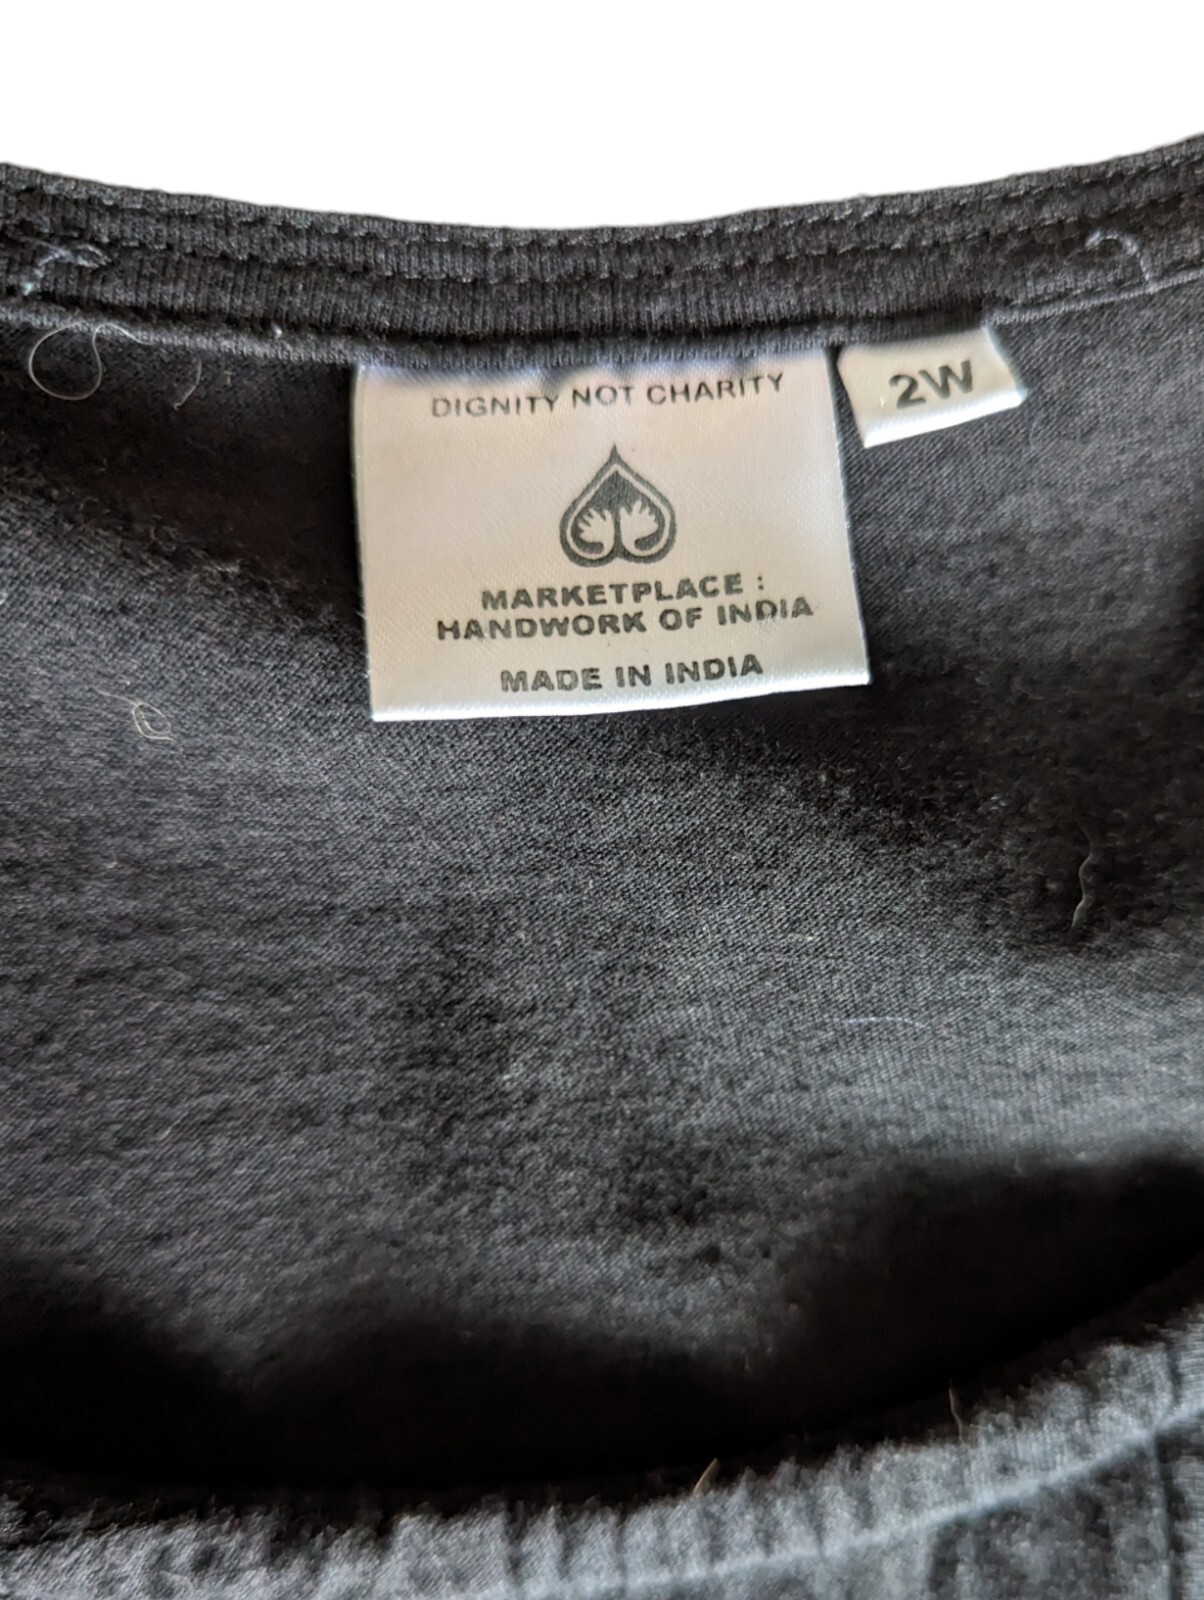 DIGNITY NOT CHARITY
2W
MARKETPLACE :
HANDWORK OF INDIA
MADE IN INDIA